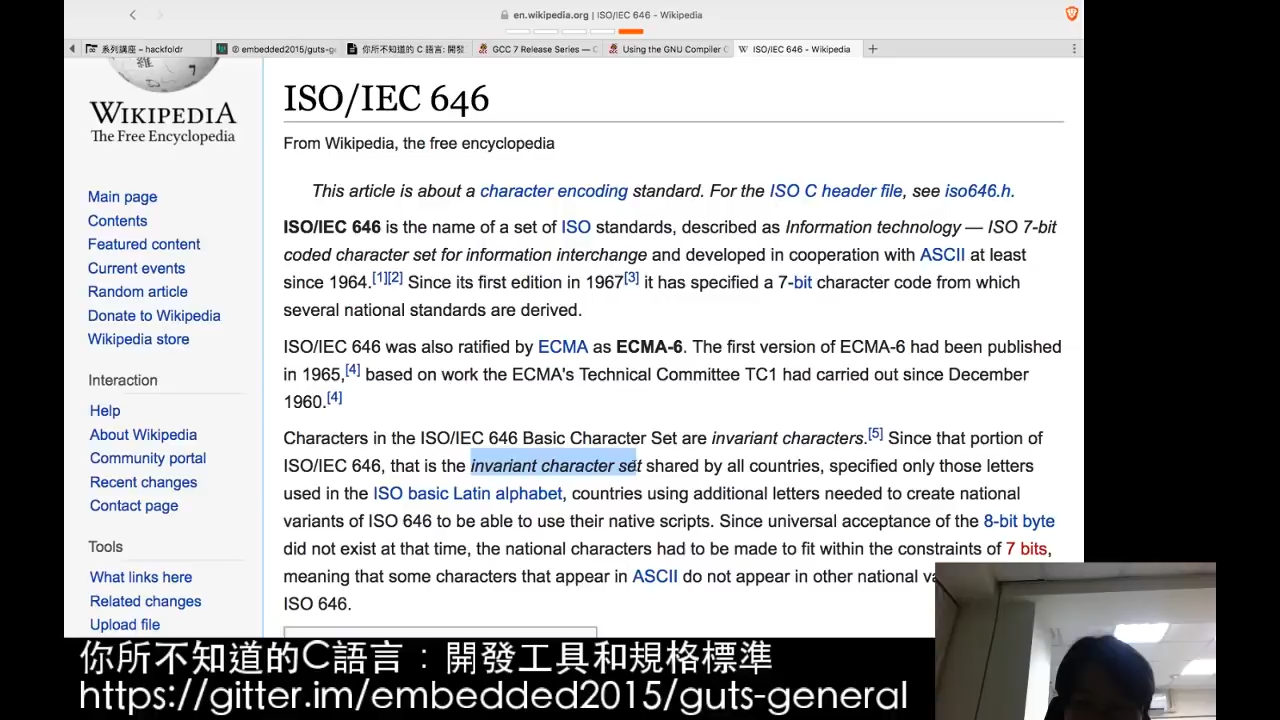 en.wikipedia.org | ISO/IEC 646 - Wikipedia
系列講座 – hackfoldr
embedded2015/guts-g
你所不知道的 C 語言: 開發
GCC 7 Release Series —
Using the GNU Compiler
W ISO/IEC 646 - Wikipedia
維
WIKIPEDIA
The Free Encyclopedia
Main page
Contents
Featured content
Current events
Random article
Donate to Wikipedia
Wikipedia store
Interaction
Help
About Wikipedia
Community portal
Recent changes
Contact page
Tools
What links here
Related changes
Upload file
ISO/IEC 646
From Wikipedia, the free encyclopedia
This article is about a character encoding standard. For the ISO C header file, see iso646.h.
ISO/IEC 646 is the name of a set of ISO standards, described as Information technology — ISO 7-bit
coded character set for information interchange and developed in cooperation with ASCII at least
since 1964.[1][2] Since its first edition in 1967[3] it has specified a 7-bit character code from which
several national standards are derived.
ISO/IEC 646 was also ratified by ECMA as ECMA-6. The first version of ECMA-6 had been published
in 1965,[4] based on work the ECMA's Technical Committee TC1 had carried out since December
1960.[4]
Characters in the ISO/IEC 646 Basic Character Set are invariant characters.[5] Since that portion of
ISO/IEC 646, that is the invariant character set shared by all countries, specified only those letters
used in the ISO basic Latin alphabet, countries using additional letters needed to create national
variants of ISO 646 to be able to use their native scripts. Since universal acceptance of the 8-bit byte
did not exist at that time, the national characters had to be made to fit within the constraints of 7 bits,
meaning that some characters that appear in ASCII do not appear in other national va
ISO 646.
你所不知道的C語言：開發工具和規格標準
https://gitter.im/embedded2015/guts-general